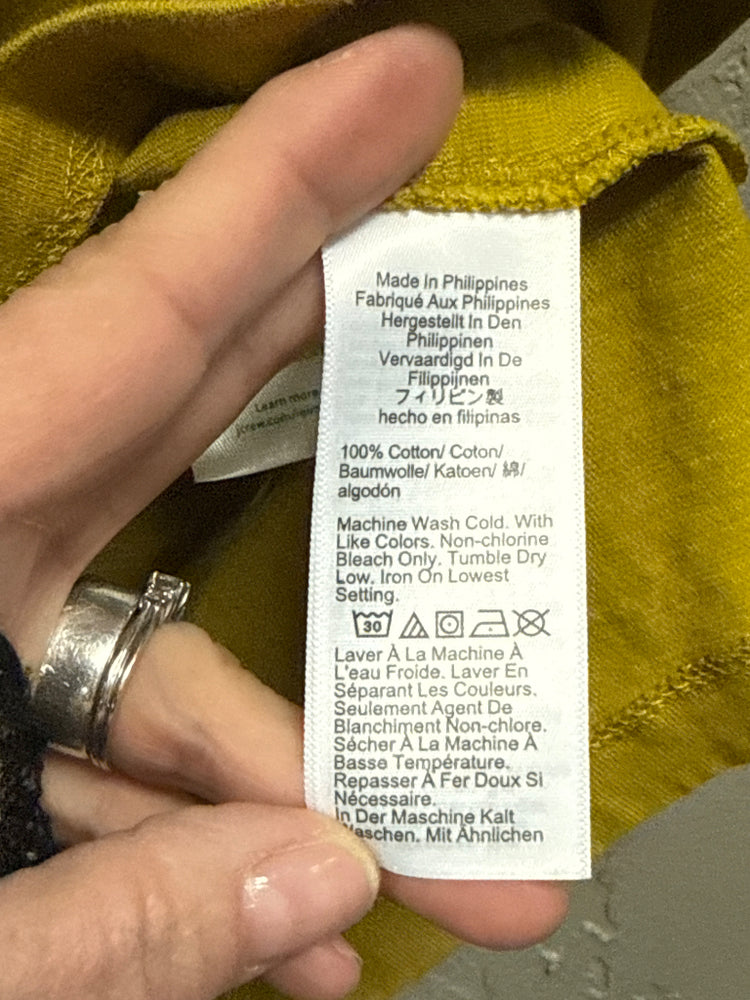 Made In Philippines
Fabriqué Aux Philippines
Hergestellt In Den
Philippinen
Vervaardigd In De
Filippijnen
フィリピン製
hecho en filipinas
100% Cotton/ Coton/
Baumwolle/ Katoen/ 綿/
algodón
Machine Wash Cold. With
Like Colors. Non-chlorine
Bleach Only. Tumble Dry
Low. Iron On Lowest
Setting.
30
Laver À La Machine À
L'eau Froide. Laver En
Séparant Les Couleurs.
Seulement Agent De
Blanchiment Non-chlore.
Sécher À La Machine À
Basse Température.
Repasser À Fer Doux Si
Nécessaire.
In Der Maschine Kalt
Waschen. Mit Ähnlichen
Learn more